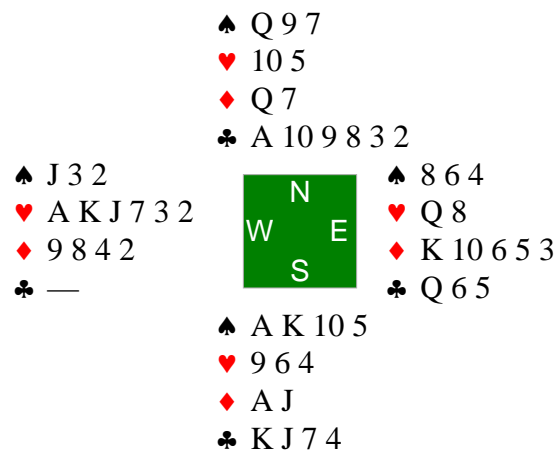 ♠ Q 9 7
♥ 10 5
♦ Q 7
♣ A 10 9 8 3 2
♠ J 3 2
♥ A K J 7 3 2
♦ 9 8 4 2
♣ —
N
W E
S
♠ 8 6 4
♥ Q 8
♦ K 10 6 5 3
♣ Q 6 5
♠ A K 10 5
♥ 9 6 4
♦ A J
♣ K J 7 4